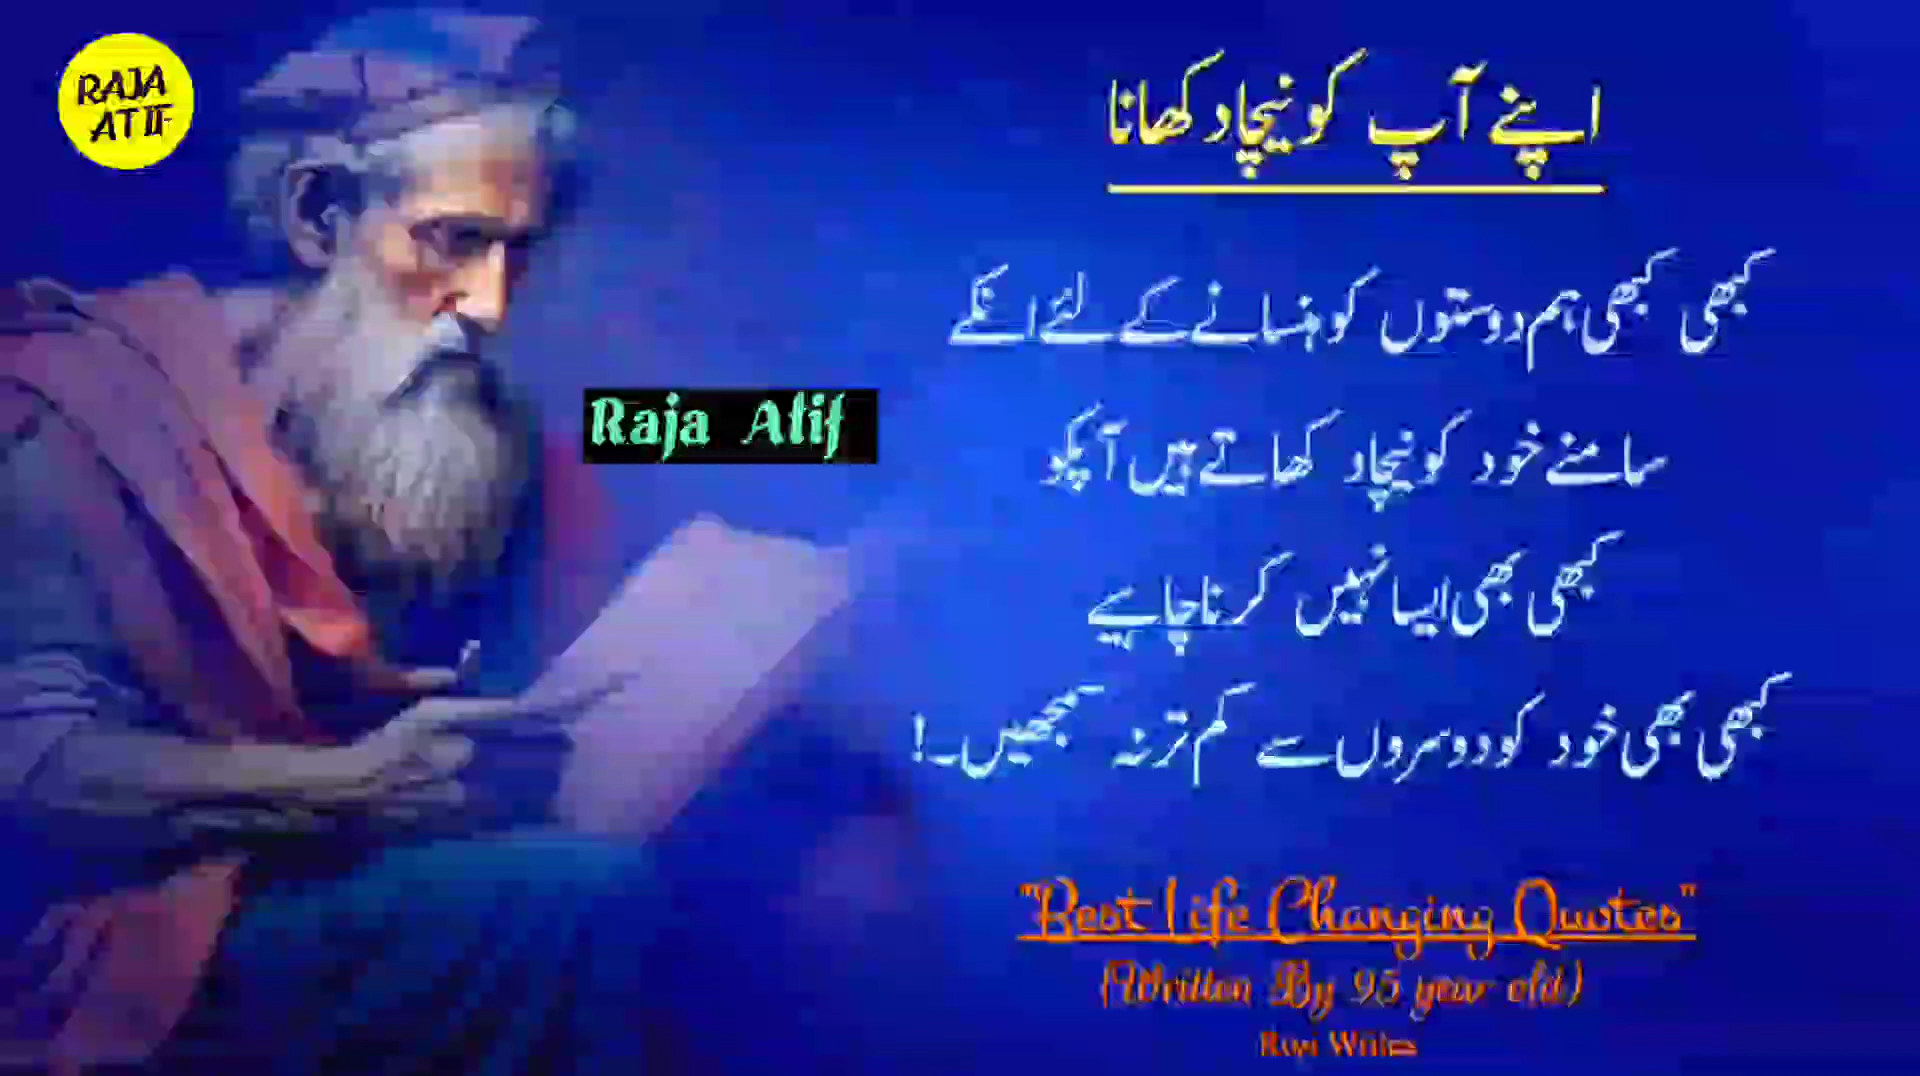 RAJA
ATIF
اپنے آپ کو نیچا دکھانا
کبھی کبھی ہم دوستوں کو ہنسانے کے لئے انکے
Raja Atif
سامنے خود کو نیچا دکھاتے ہیں آپکو
کبھی بھی ایسا نہیں کرنا چاہیے
کبھی بھی خود کو دوسروں سے کم تر نہ سمجھیں۔!
"Best Life Changing Quotes"
(Written By 95 year old)